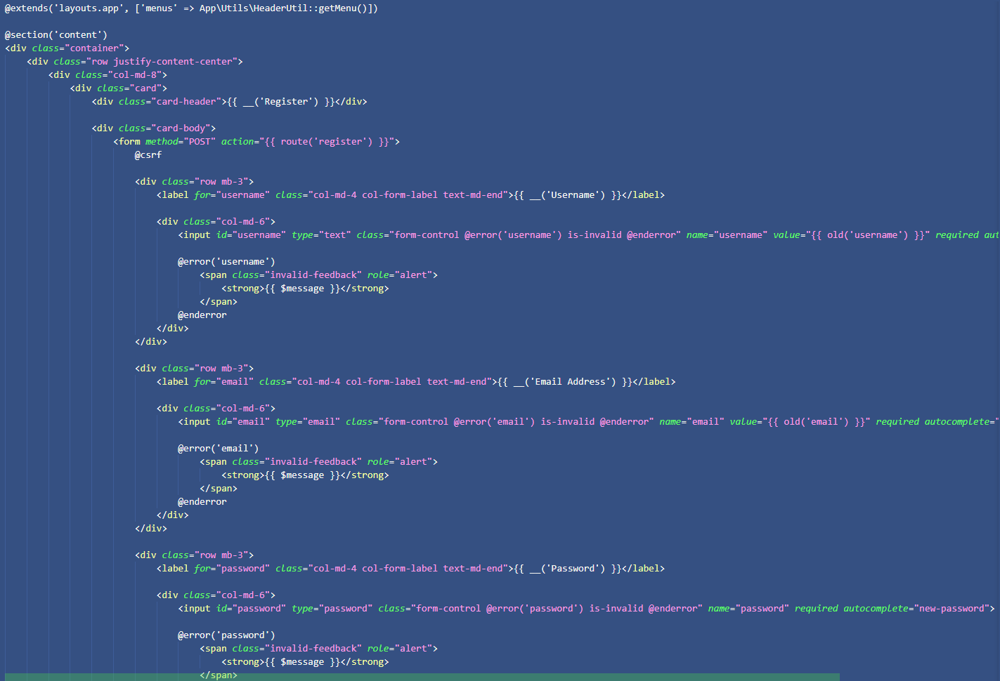 @extends('layouts.app', ['menus' => App\Utils\HeaderUtil::getMenu()])
@section('content')
<div class="container">
<div class="row justify-content-center">
<div class="col-md-8">
<div class="card">
<div class="card-header">{{ __('Register') }}</div>
<div class="card-body">
<form method="POST" action="{{ route('register') }}">
@csrf
<div class="row mb-3">
<label for="username" class="col-md-4 col-form-label text-md-end">{{ __('Username') }}</label>
<div class="col-md-6">
<input id="username" type="text" class="form-control @error('username') is-invalid @enderror" name="username" value="{{ old('username') }}" required aut
@error('username')
<span class="invalid-feedback" role="alert">
<strong>{{ $message }}</strong>
</span>
@enderror
</div>
</div>
<div class="row mb-3">
<label for="email" class="col-md-4 col-form-label text-md-end">{{ __('Email Address') }}</label>
<div class="col-md-6">
<input id="email" type="email" class="form-control @error('email') is-invalid @enderror" name="email" value="{{ old('email') }}" required autocomplete="
@error('email')
<span class="invalid-feedback" role="alert">
<strong>{{ $message }}</strong>
</span>
@enderror
</div>
</div>
<div class="row mb-3">
<label for="password" class="col-md-4 col-form-label text-md-end">{{ __('Password') }}</label>
<div class="col-md-6">
<input id="password" type="password" class="form-control @error('password') is-invalid @enderror" name="password" required autocomplete="new-password">
@error('password')
<span class="invalid-feedback" role="alert">
<strong>{{ $message }}</strong>
</span>